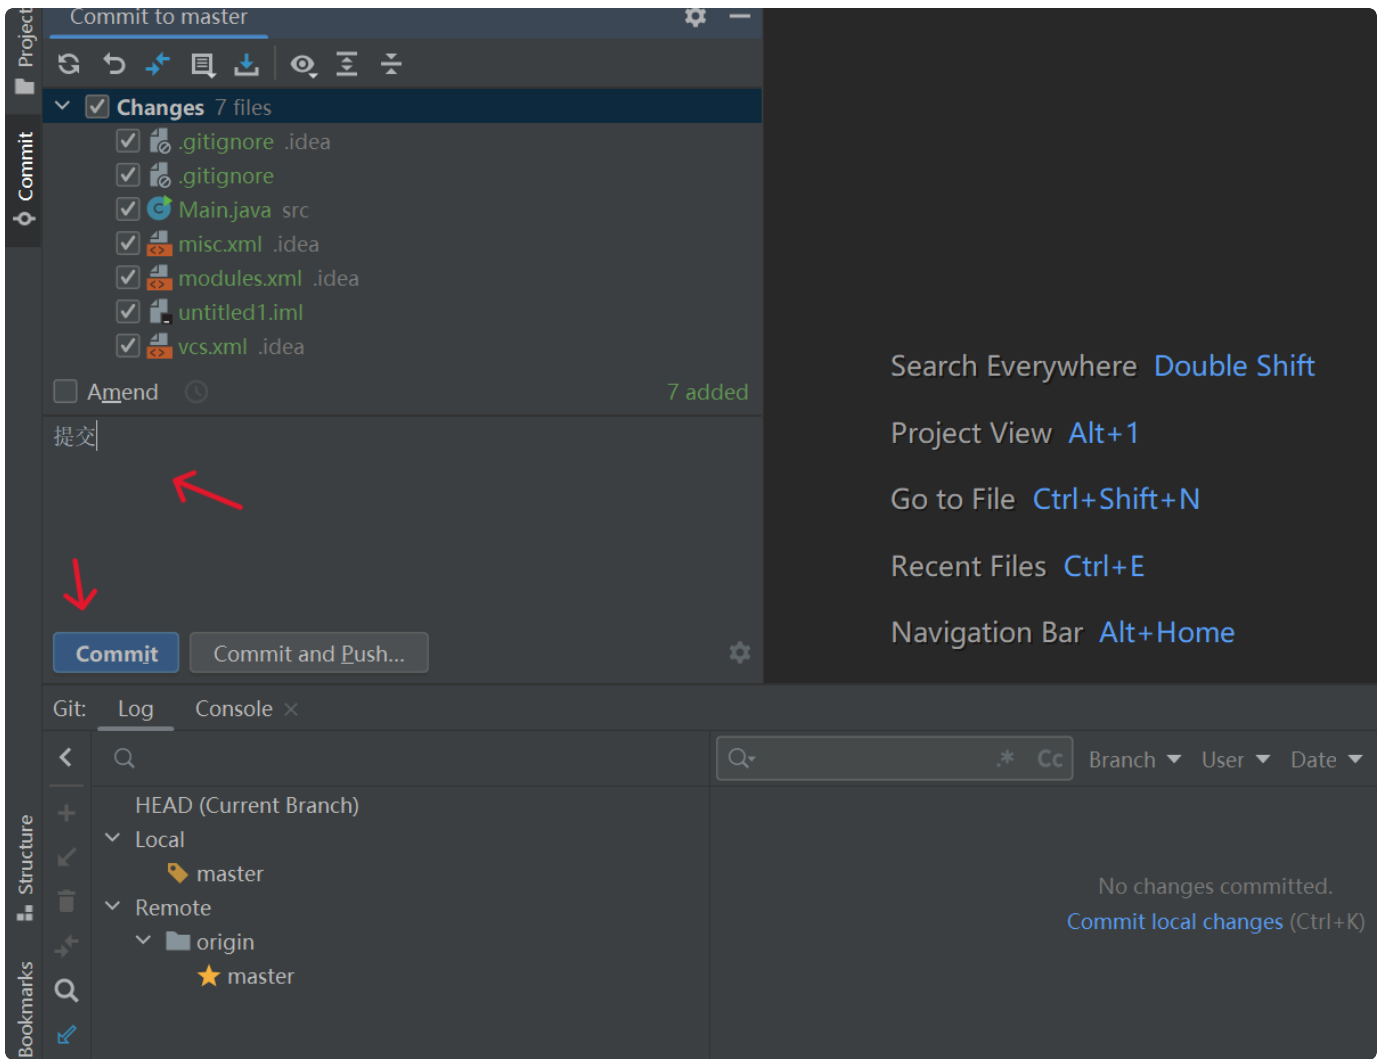 Commit to master
Project
Commit
Changes 7 files
.gitignore .idea
.gitignore
Main.java src
misc.xml .idea
modules.xml .idea
untitled1.iml
vcs.xml .idea
Amend
7 added
提交
Commit
Commit and Push...
Search Everywhere Double Shift
Project View Alt+1
Go to File Ctrl+Shift+N
Recent Files Ctrl+E
Navigation Bar Alt+Home
Git: Log Console
.* Cc Branch User Date
HEAD (Current Branch)
Local
master
Remote
origin
master
No changes committed.
Commit local changes (Ctrl+K)
Structure
Bookmarks